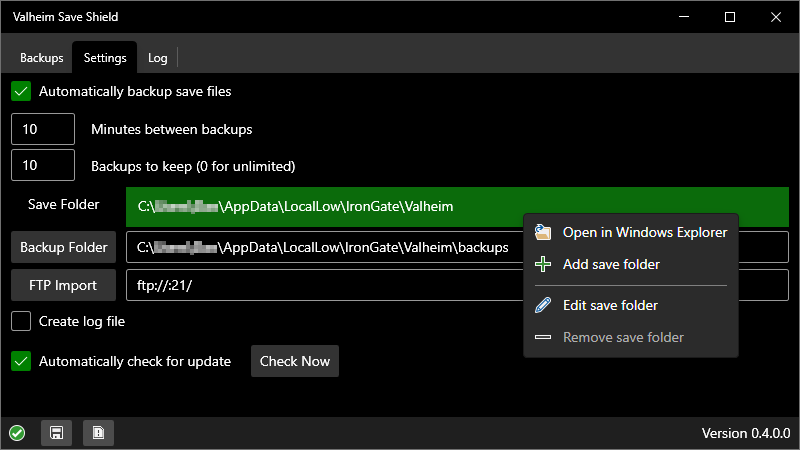 Valheim Save Shield
Backups Settings Log
Automatically backup save files
10 Minutes between backups
10 Backups to keep (0 for unlimited)
Save Folder C:\ \AppData\LocalLow\IronGate\Valheim
Open in Windows Explorer
Backup Folder C:\ \AppData\LocalLow\IronGate\Valheim\backups
Add save folder
FTP Import ftp://:21/
Edit save folder
Create log file
Remove save folder
Automatically check for update Check Now
Version 0.4.0.0